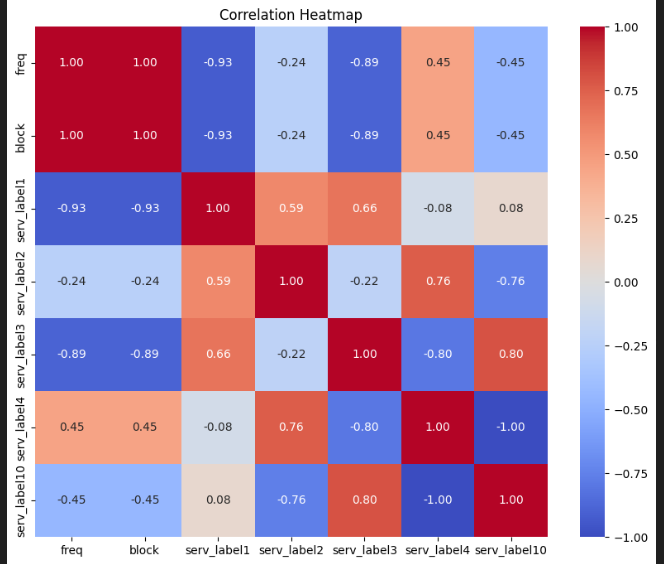 Correlation Heatmap
freq 1.00 1.00 -0.93 -0.24 -0.89 0.45 -0.45
block 1.00 1.00 -0.93 -0.24 -0.89 0.45 -0.45
serv_label1 -0.93 -0.93 1.00 0.59 0.66 -0.08 0.08
serv_label2 -0.24 -0.24 0.59 1.00 -0.22 0.76 -0.76
serv_label3 -0.89 -0.89 0.66 -0.22 1.00 -0.80 0.80
serv_label4 0.45 0.45 -0.08 0.76 -0.80 1.00 -1.00
serv_label10 -0.45 -0.45 0.08 -0.76 0.80 -1.00 1.00
freq block serv_label1 serv_label2 serv_label3 serv_label4 serv_label10
1.00
0.75
0.50
0.25
0.00
−0.25
−0.50
−0.75
−1.00